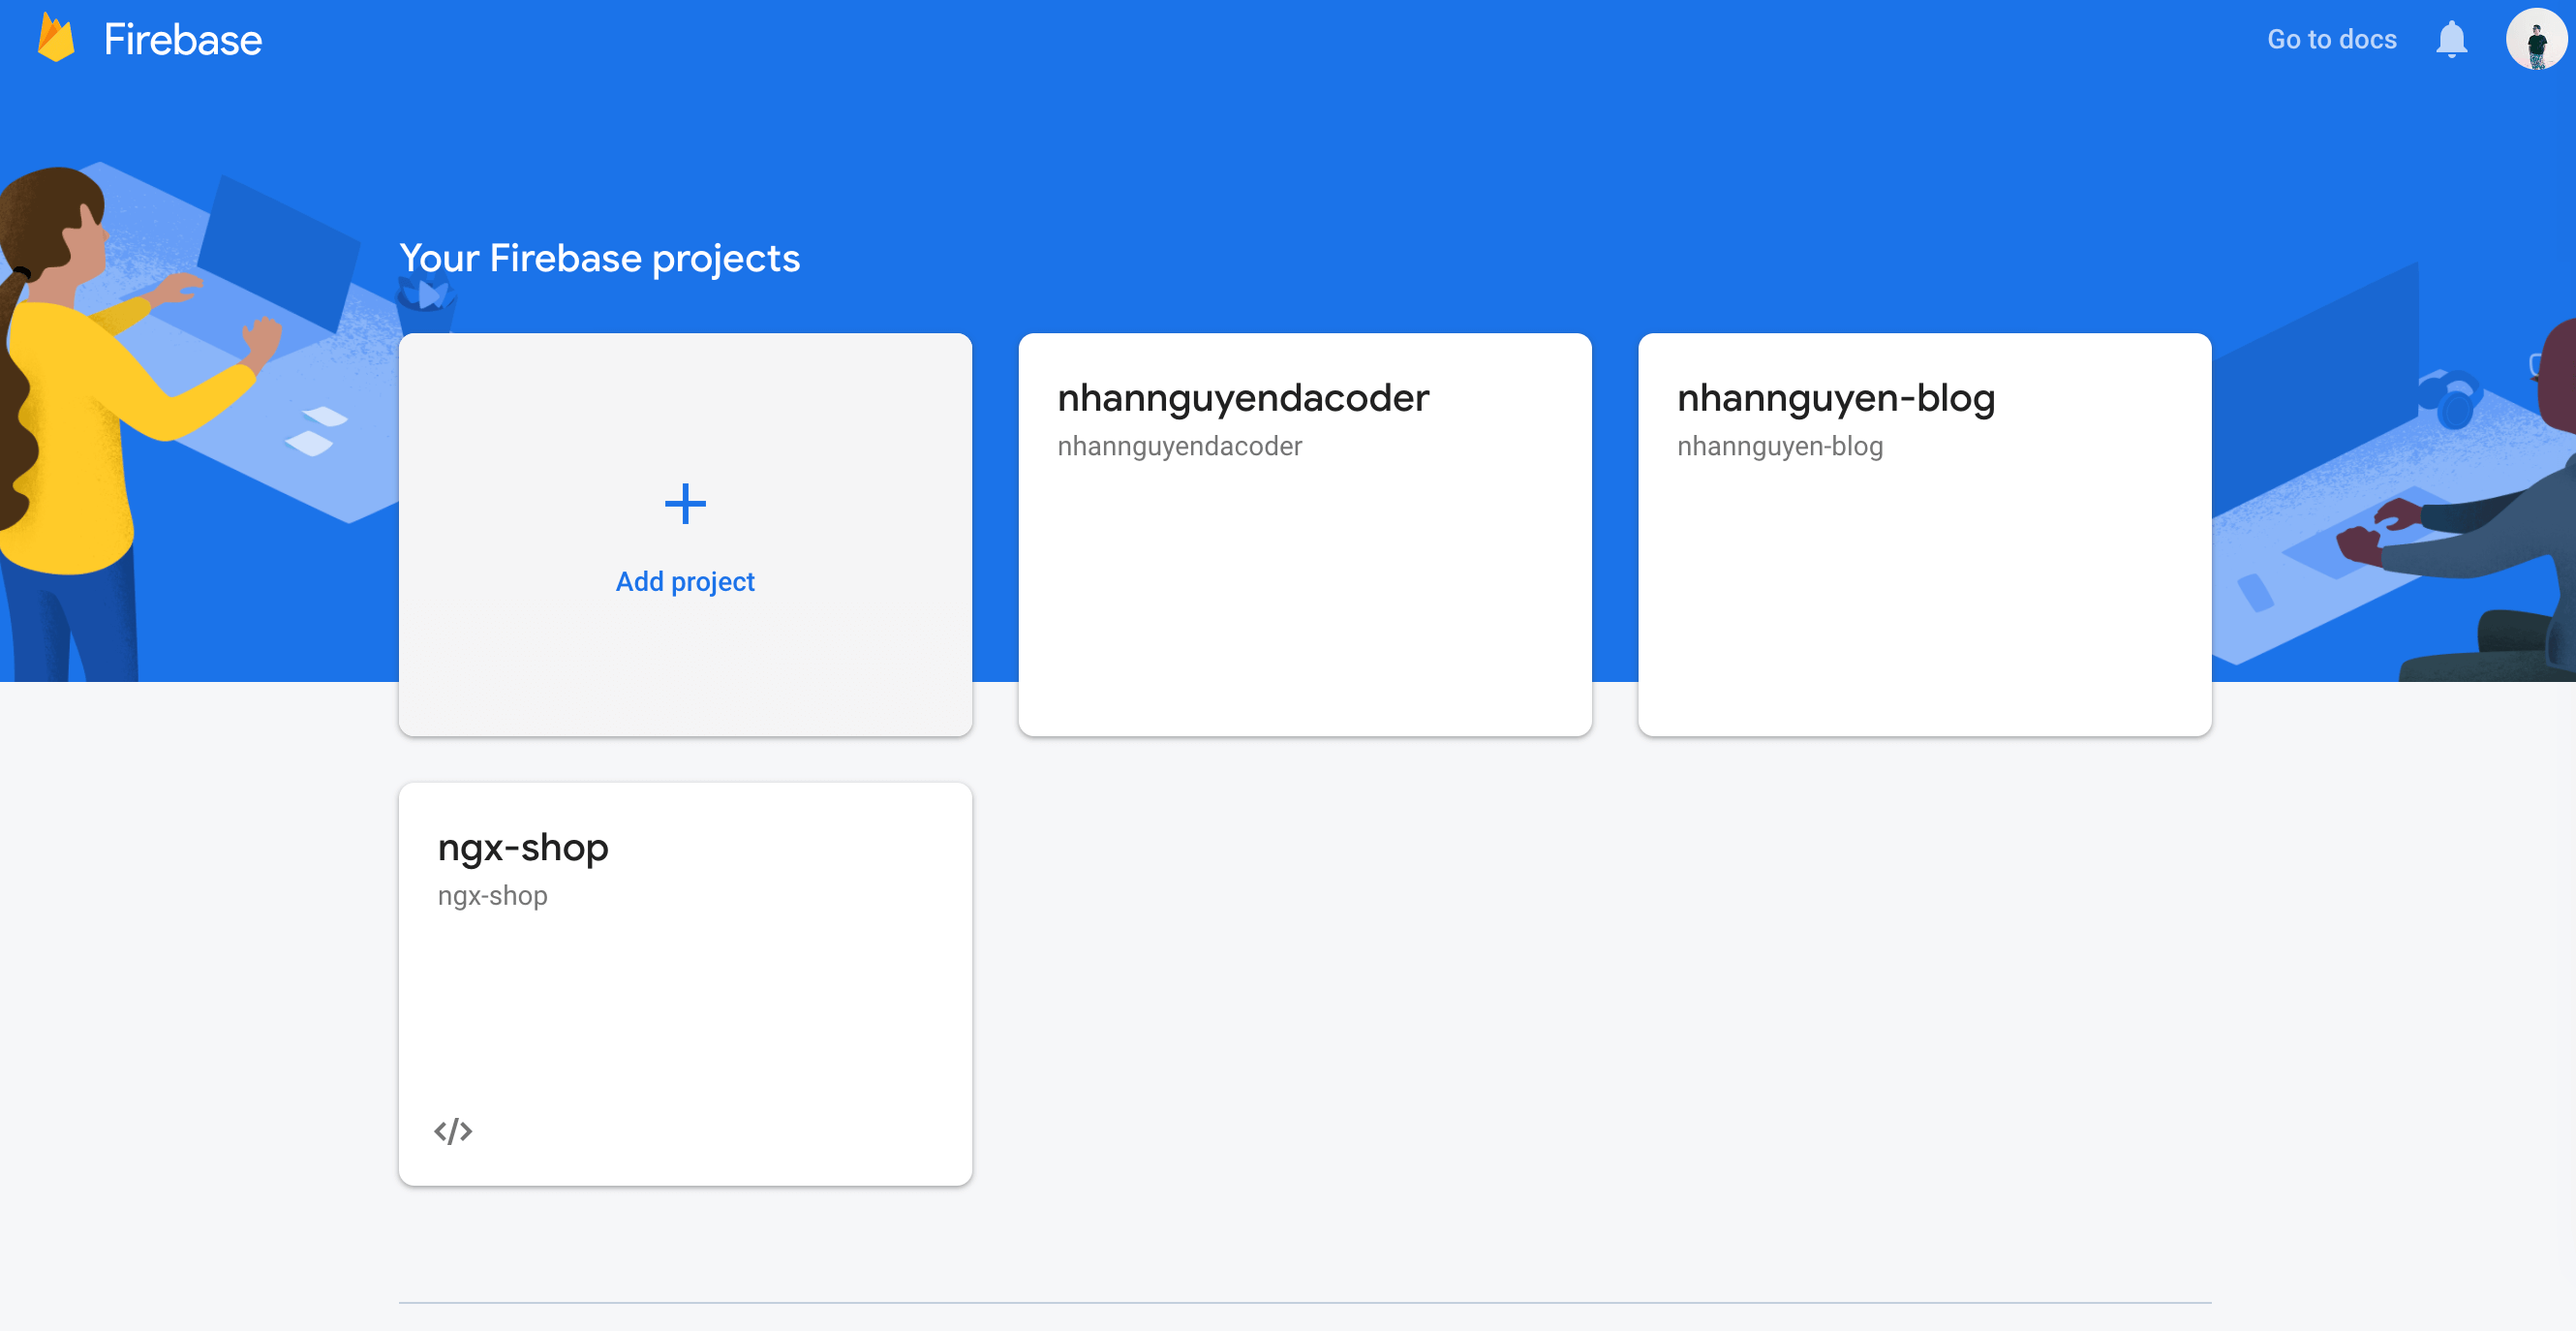 Firebase
Go to docs
Your Firebase projects
Add project
nhannguyendacoder
nhannguyendacoder
nhannguyen-blog
nhannguyen-blog
ngx-shop
ngx-shop